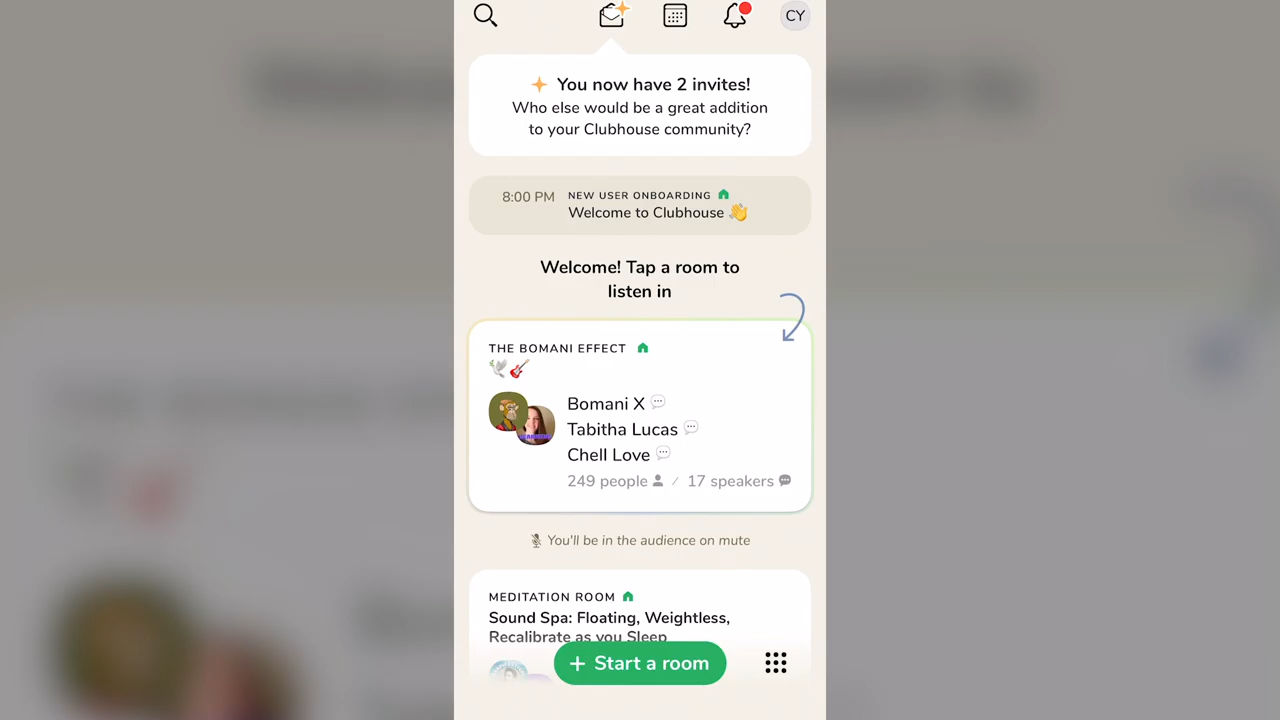 CY
You now have 2 invites!
Who else would be a great addition
to your Clubhouse community?
8:00 PM
NEW USER ONBOARDING
Welcome to Clubhouse 👋
Welcome! Tap a room to
listen in
THE BOMANI EFFECT
🕊️🎸
Bomani X
Tabitha Lucas
Chell Love
249 people / 17 speakers
You'll be in the audience on mute
MEDITATION ROOM
Sound Spa: Floating, Weightless,
Recalibrate as you Sleep
+ Start a room